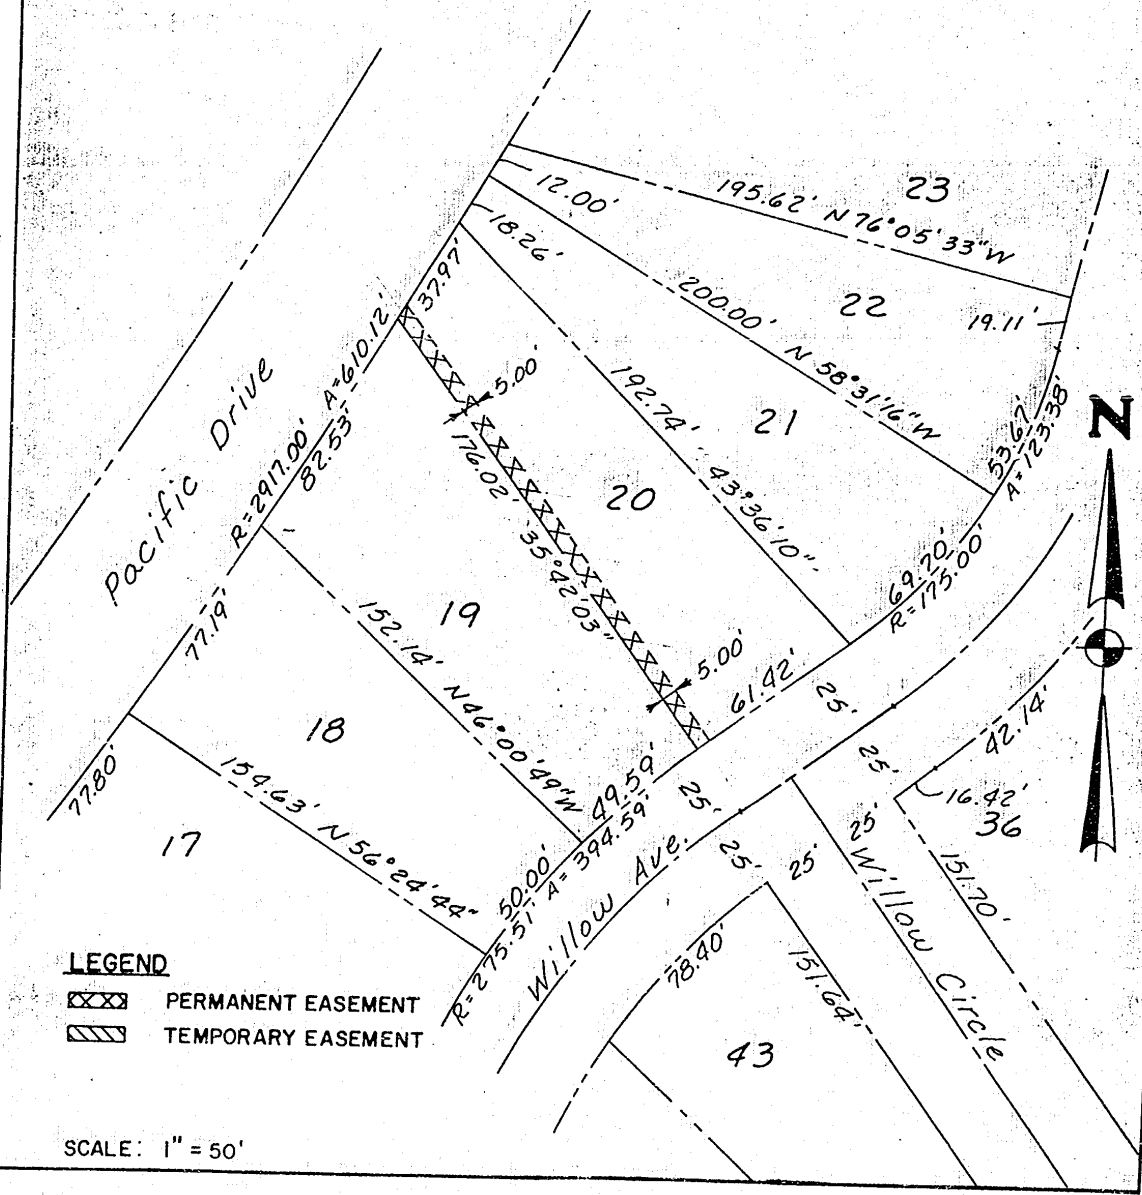 23
12.00'
195.62' N 76°05'33"W
18.26'
37.97'
200.00' N 58°31'16"W
22
19.11'
A=610.12'
5.00'
192.74' 43°36'10"
21
53.67'
A=123.38'
N
Pacific Drive
R=2917.00'
82.53'
176.02' 35°42'03"
20
69.20'
R=175.00'
77.19'
152.14' N46°00'49"W
19
5.00'
61.42'
25'
18
42.14'
77.80'
154.63' N 56°24'44"
49.59'
A=394.59'
25'
25'
16.42'
36
17
50.00'
R=275.51'
Willow Ave.
25'
25'
25'
Willow Circle
151.70'
78.40'
151.64'
43
LEGEND
PERMANENT EASEMENT
TEMPORARY EASEMENT
SCALE: 1" = 50'